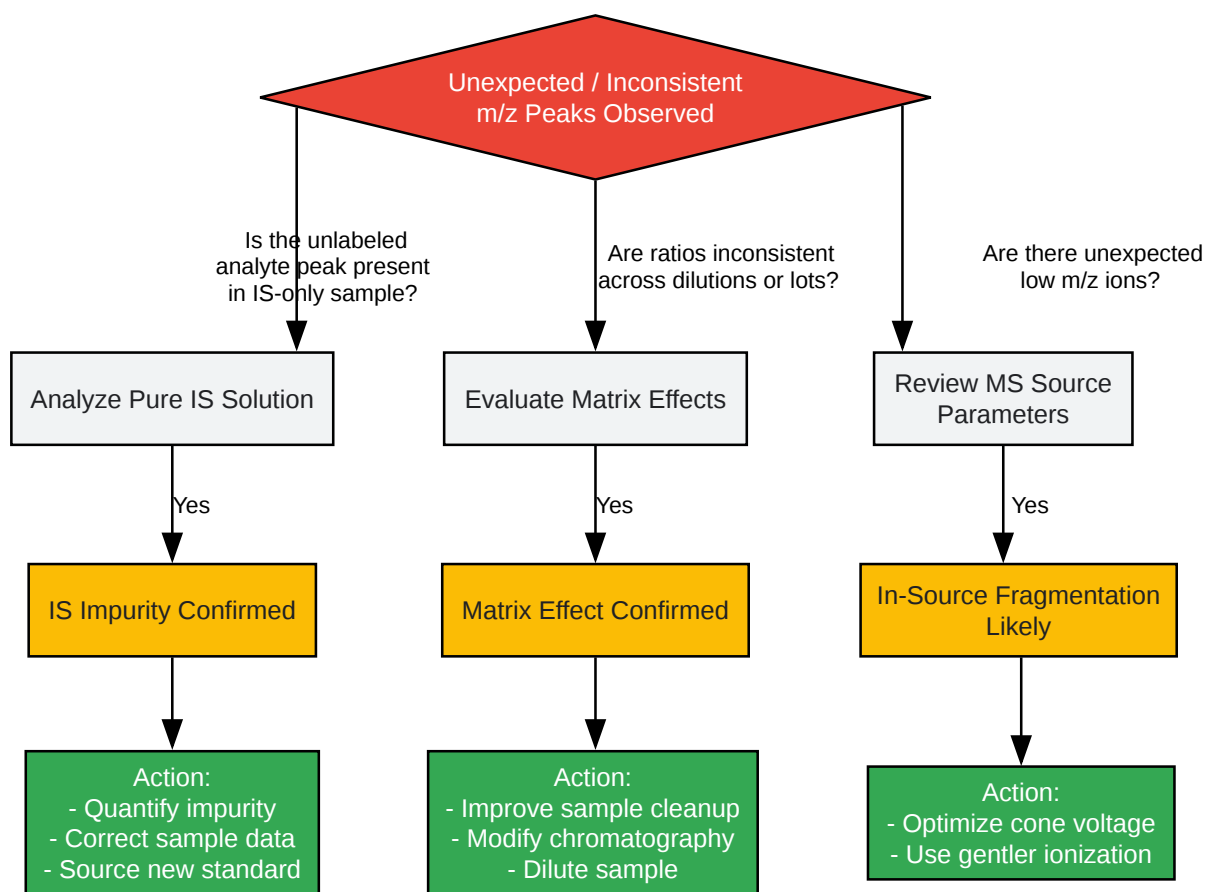 Unexpected / Inconsistent
m/z Peaks Observed
Is the unlabeled
analyte peak present
in IS-only sample?
Are ratios inconsistent
across dilutions or lots?
Are there unexpected
low m/z ions?
Analyze Pure IS Solution
Evaluate Matrix Effects
Review MS Source
Parameters
Yes
Yes
Yes
IS Impurity Confirmed
Matrix Effect Confirmed
In-Source Fragmentation
Likely
Action:
- Quantify impurity
- Correct sample data
- Source new standard
Action:
- Improve sample cleanup
- Modify chromatography
- Dilute sample
Action:
- Optimize cone voltage
- Use gentler ionization